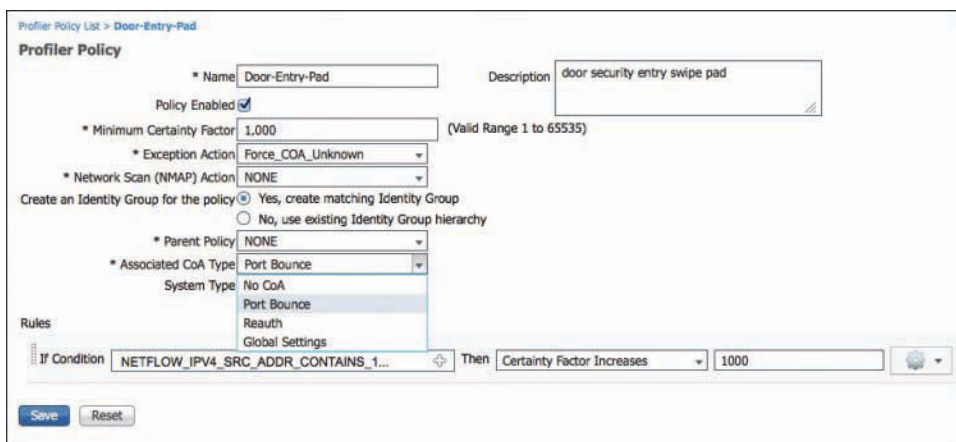 Profiler Policy List > Door-Entry-Pad
Profiler Policy
* Name Door-Entry-Pad Description door security entry swipe pad
Policy Enabled
* Minimum Certainty Factor 1,000 (Valid Range 1 to 65535)
* Exception Action Force_COA_Unknown
* Network Scan (NMAP) Action NONE
Create an Identity Group for the policy Yes, create matching Identity Group
No, use existing Identity Group hierarchy
* Parent Policy NONE
* Associated CoA Type Port Bounce
System Type No CoA
Port Bounce
Reauth
Global Settings
Rules
If Condition NETFLOW_IPV4_SRC_ADDR_CONTAINS_1... Then Certainty Factor Increases 1000
Save Reset